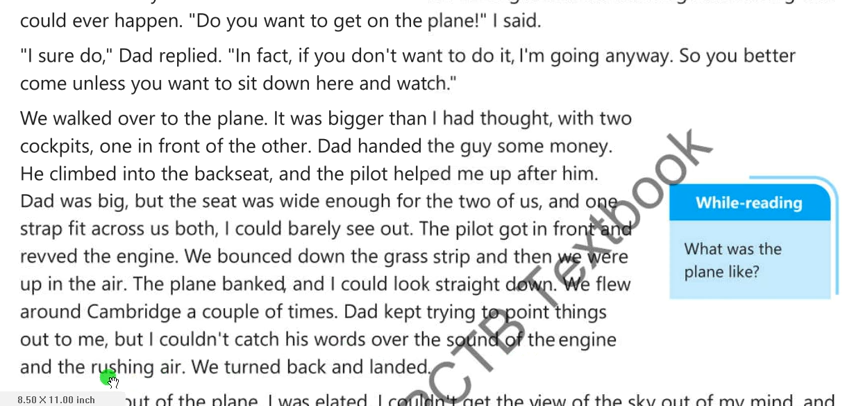 could ever happen. "Do you want to get on the plane!" I said.
"I sure do," Dad replied. "In fact, if you don't want to do it, I'm going anyway. So you better
come unless you want to sit down here and watch."
We walked over to the plane. It was bigger than I had thought, with two
cockpits, one in front of the other. Dad handed the guy some money.
He climbed into the backseat, and the pilot helped me up after him.
Dad was big, but the seat was wide enough for the two of us, and one
strap fit across us both, I could barely see out. The pilot got in front and
revved the engine. We bounced down the grass strip and then we were
up in the air. The plane banked, and I could look straight down. We flew
around Cambridge a couple of times. Dad kept trying to point things
out to me, but I couldn't catch his words over the sound of the engine
and the rushing air. We turned back and landed.
out of the plane, I was elated. I couldn't get the view of the sky out of my mind, and
While-reading
What was the
plane like?
PCTB Textbook
8.50 × 11.00 inch